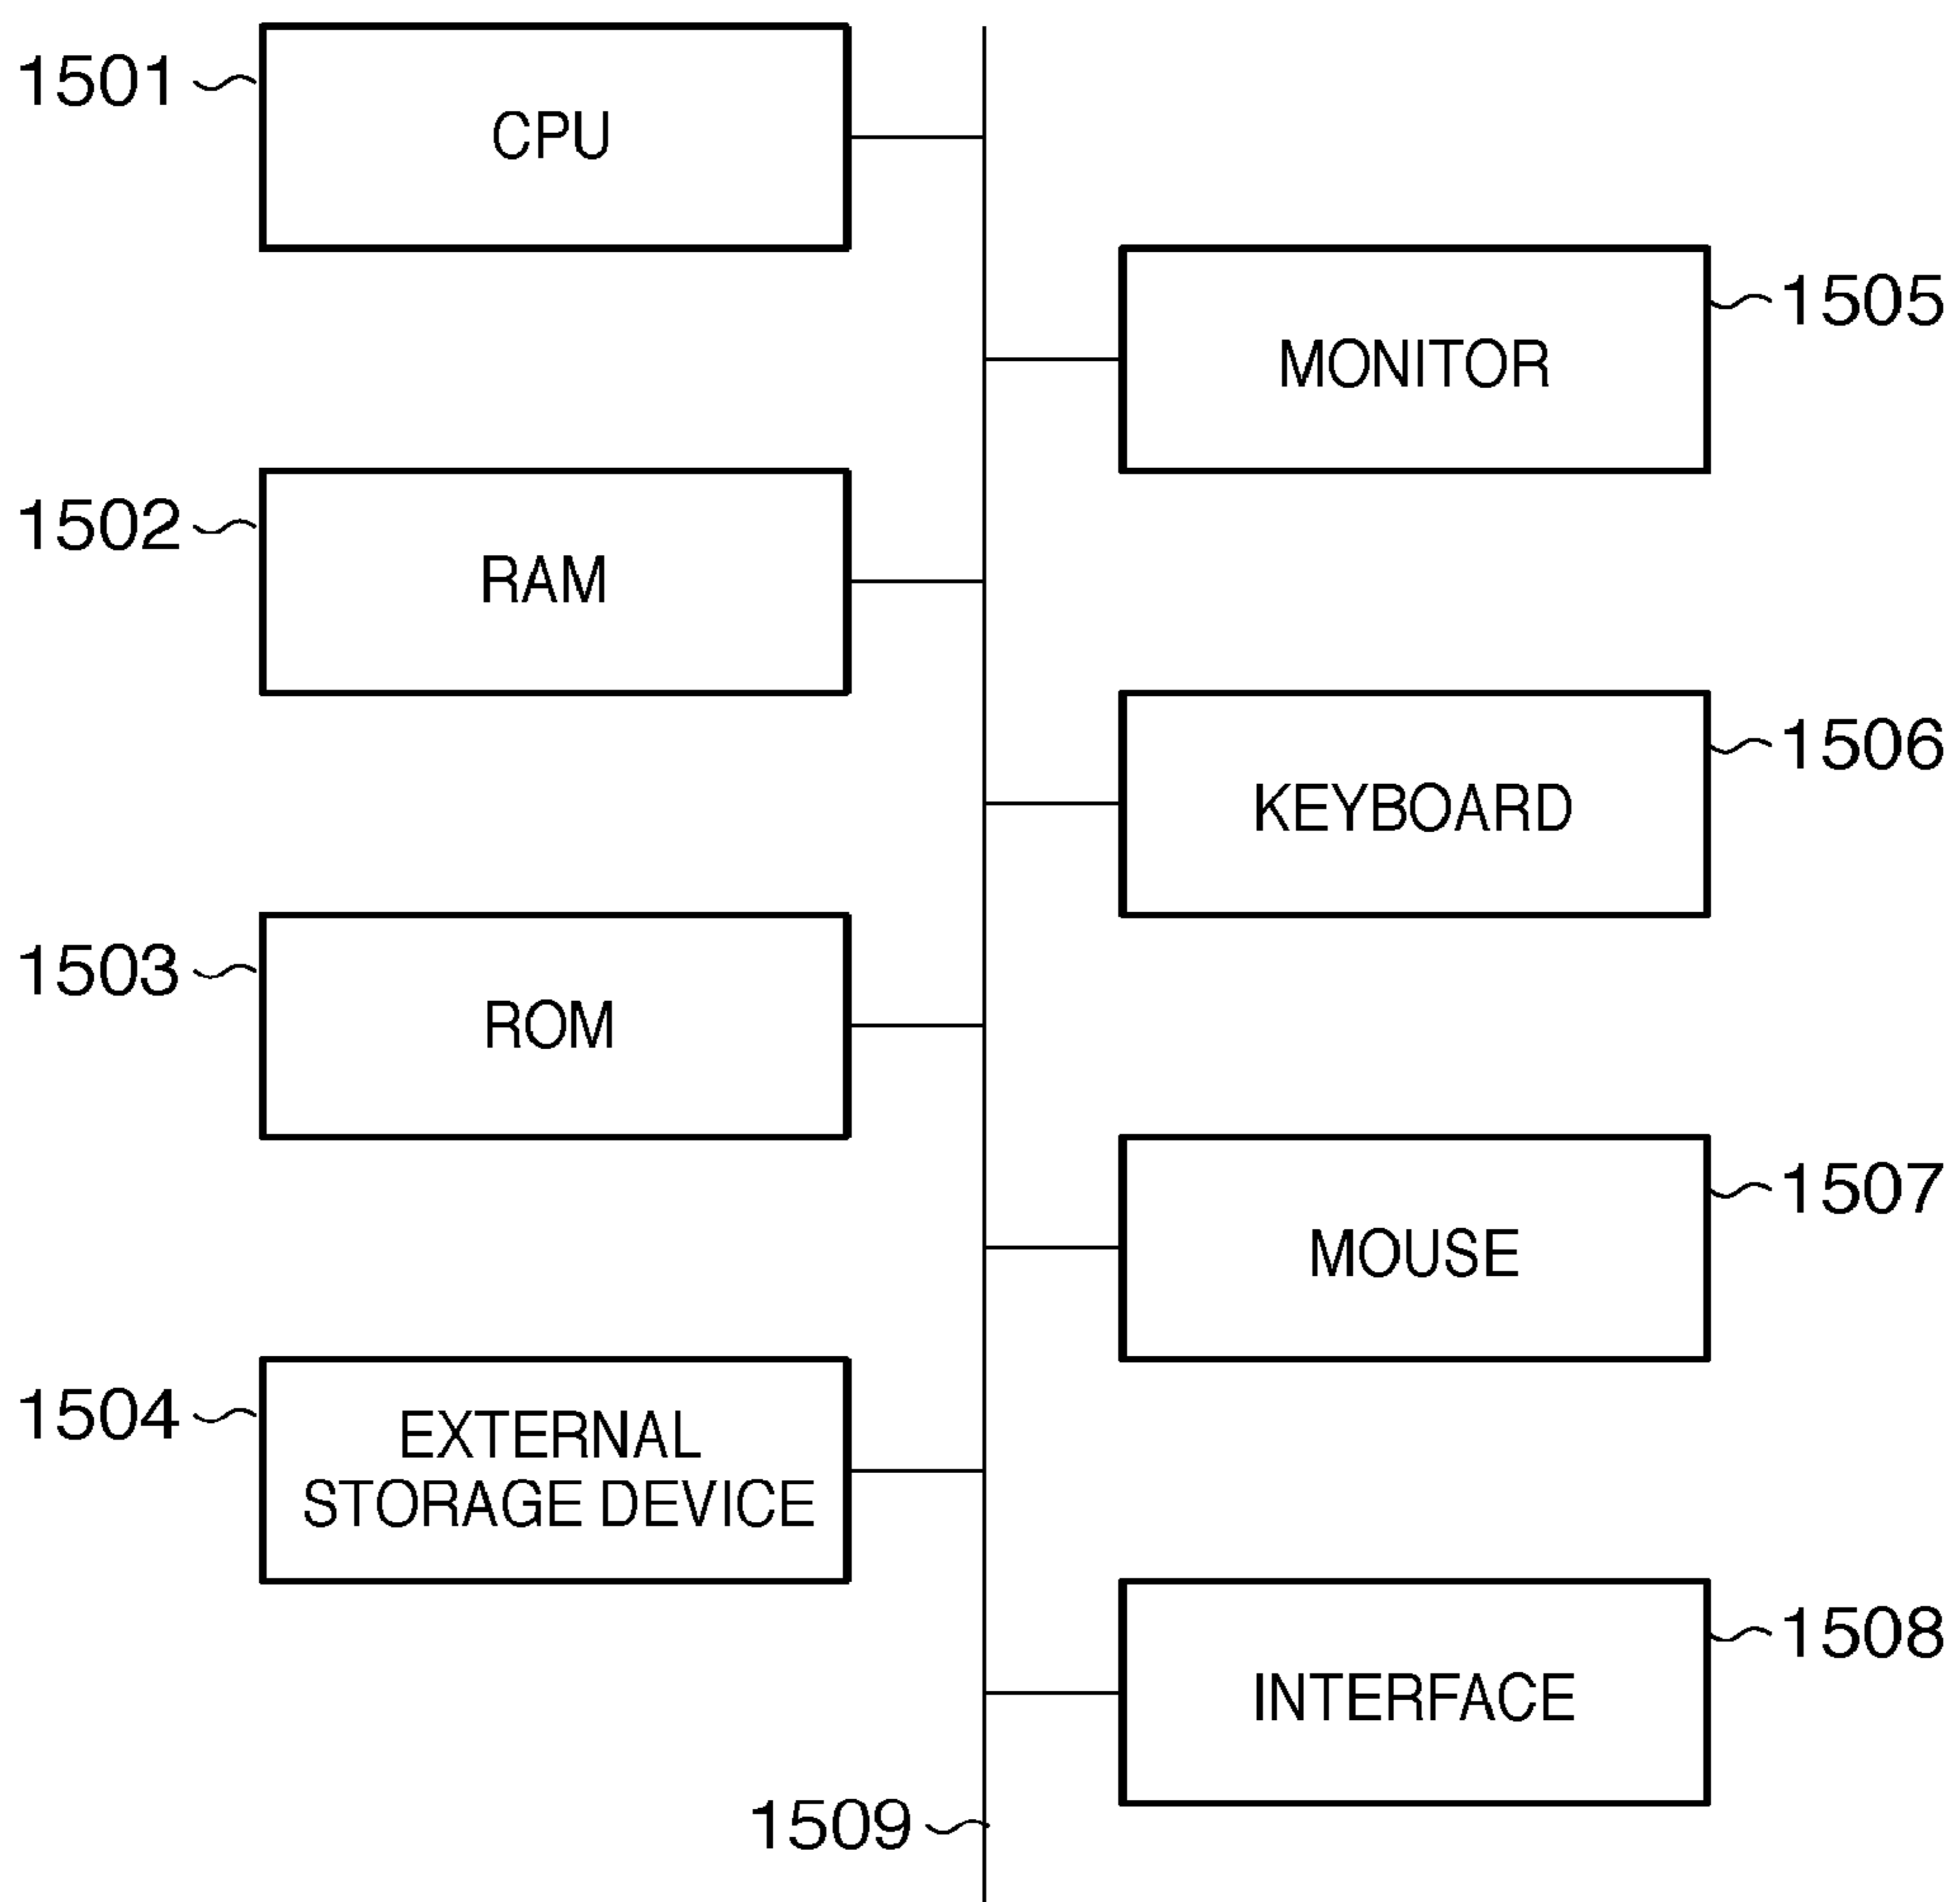 1501
CPU
1505
MONITOR
1502
RAM
1506
KEYBOARD
1503
ROM
1507
MOUSE
1504
EXTERNAL
STORAGE DEVICE
1508
INTERFACE
1509